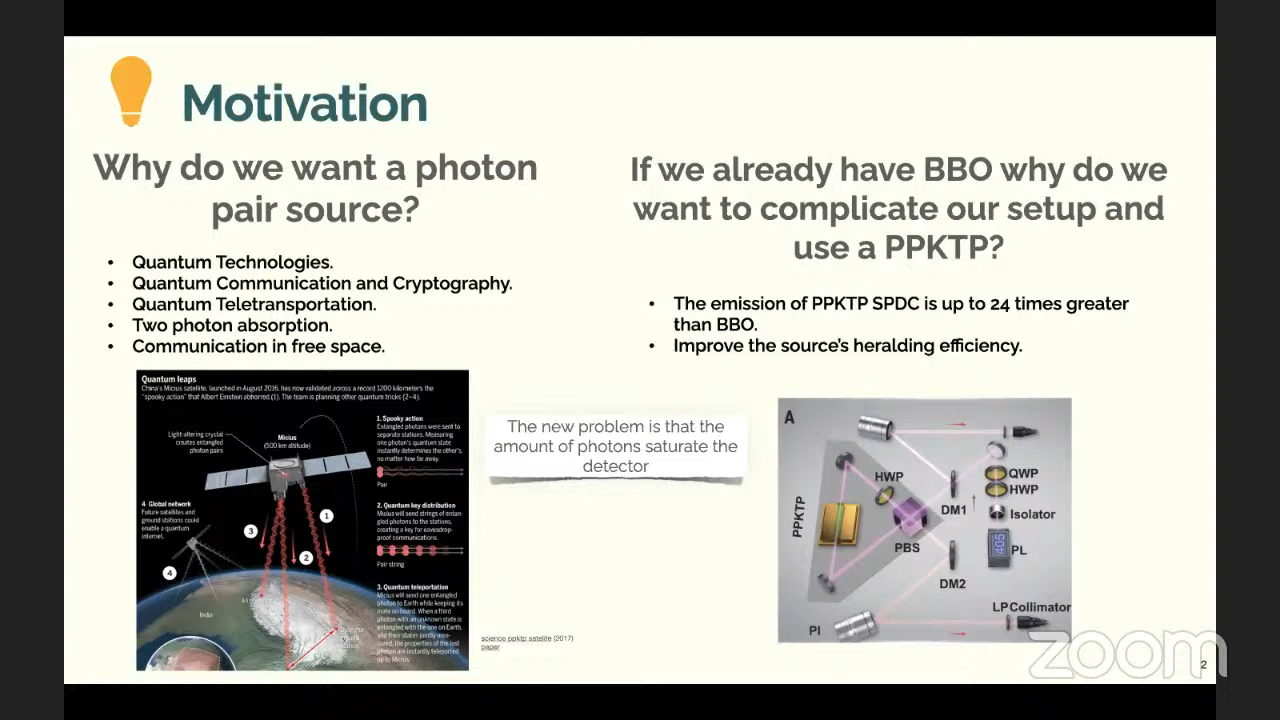 Motivation
Why do we want a photon
pair source?
• Quantum Technologies.
• Quantum Communication and Cryptography.
• Quantum Teletransportation.
• Two photon absorption.
• Communication in free space.
If we already have BBO why do we
want to complicate our setup and
use a PPKTP?
• The emission of PPKTP SPDC is up to 24 times greater
than BBO.
• Improve the source's heralding efficiency.
The new problem is that the
amount of photons saturate the
detector
Quantum leaps
China's Micius satellite, launched in August 2016, has now validated across a record 1200 kilometers the
"spooky action" that Albert Einstein abhorred (1). The team is planning other quantum tricks (2–4).
Light-altering crystal
creates entangled
photon pairs
Micius
(500 km altitude)
1. Spooky action
Entangled photons were sent to
separate stations. Measuring
one photon's quantum state
instantly determines the other's,
no matter how far away.
Pair
2. Quantum key distribution
Micius will send strings of entan-
gled photons to the stations,
creating a key for eavesdrop-
proof communications.
Pair string
3. Quantum teleportation
Micius will send one entangled
photon to Earth while keeping its
mate on board. When a third
photon with an unknown state is
entangled with the one on Earth,
and their states jointly mea-
sured, the properties of the last
photon are instantly teleported
up to Micius.
4 Global network
Future satellites and
ground stations could
enable a quantum
internet.
1
2
3
4
India
science ppktp satelite (2017)
paper
A
HWP
QWP
HWP
DM1
Isolator
PPKTP
PBS
405
PL
DM2
LP Collimator
PI
zoom
2